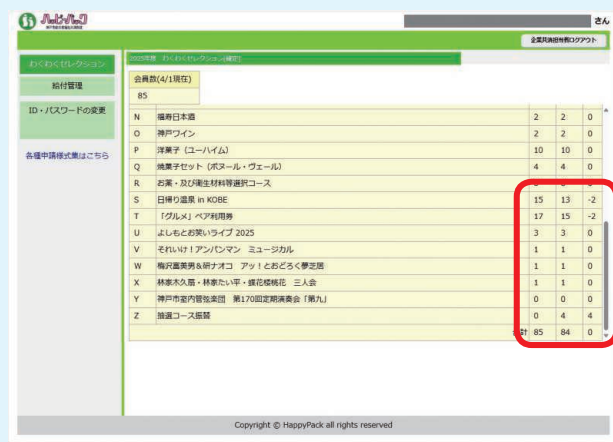 ハッピーパック
さん
企業共済担当者ログアウト
わくわくセレクション
給付管理
ID・パスワードの変更
各種申請様式集はこちら
2025年度 わくわくセレクション[確定]
会員数(4/1現在)
85
N 福寿日本酒 2 2 0
O 神戸ワイン 2 2 0
P 洋菓子（ユーハイム） 10 10 0
Q 焼菓子セット（ボヌール・ヴェール） 4 4 0
R お薬・及び衛生材料等選択コース
S 日帰り温泉 in KOBE 15 13 -2
T 「グルメ」ペア利用券 17 15 -2
U よしもとお笑いライブ 2025 3 3 0
V それいけ！アンパンマン ミュージカル 1 1 0
W 梅沢富美男&研ナオコ アッ！とおどろく夢芝居 1 1 0
X 林家木久扇・林家たい平・蝶花楼桃花 三人会 1 1 0
Y 神戸市室内管弦楽団 第170回定期演奏会「第九」 0 0 0
Z 抽選コース振替 0 4 4
計 85 84 0
Copyright © HappyPack all rights reserved